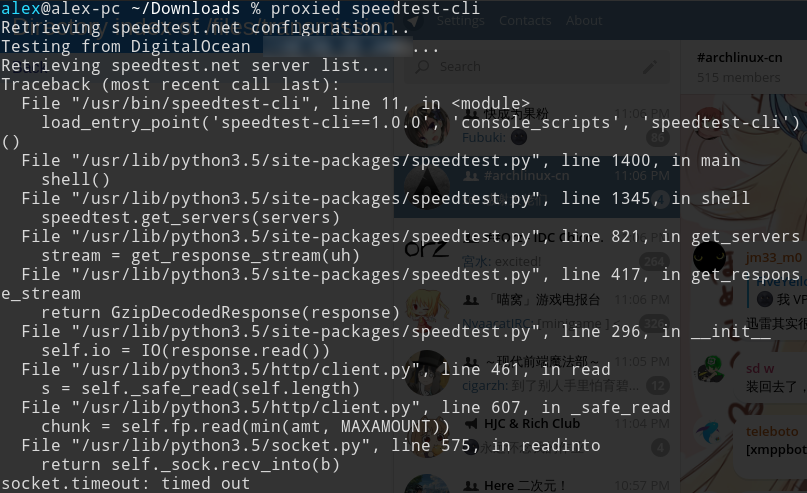 alex@alex-pc ~/Downloads % proxied speedtest-cli
Retrieving speedtest.net configuration...
Testing from DigitalOcean ...
Retrieving speedtest.net server list...
Traceback (most recent call last):
File "/usr/bin/speedtest-cli", line 11, in <module>
load_entry_point('speedtest-cli==1.0.0', 'console_scripts', 'speedtest-cli')
()
File "/usr/lib/python3.5/site-packages/speedtest.py", line 1400, in main
shell()
File "/usr/lib/python3.5/site-packages/speedtest.py", line 1345, in shell
speedtest.get_servers(servers)
File "/usr/lib/python3.5/site-packages/speedtest.py", line 821, in get_servers
stream = get_response_stream(uh)
File "/usr/lib/python3.5/site-packages/speedtest.py", line 417, in get_respons
e_stream
return GzipDecodedResponse(response)
File "/usr/lib/python3.5/site-packages/speedtest.py", line 296, in __init__
self.io = IO(response.read())
File "/usr/lib/python3.5/http/client.py", line 461, in read
s = self._safe_read(self.length)
File "/usr/lib/python3.5/http/client.py", line 607, in _safe_read
chunk = self.fp.read(min(amt, MAXAMOUNT))
File "/usr/lib/python3.5/socket.py", line 575, in readinto
return self._sock.recv_into(b)
socket.timeout: timed out
Settings Contacts About
Search
11:06 PM
Fubuki:
#archlinux-cn
11:06 PM
宮水: excited!
264
「喵窝」游戏电报台
11:06 PM
NyaacatIRC: [minigame]
～现代前端魔法部～
11:05 PM
cigarzh: 到了别人手里怕育碧...
12
HJC & Rich Club
11:04 PM
4
Here 二次元！
10:57 PM
#archlinux-cn
515 members
jm33_m0
我 VP
迅雷其实很
sd w
装回去了，
teleboto
[xmppbot